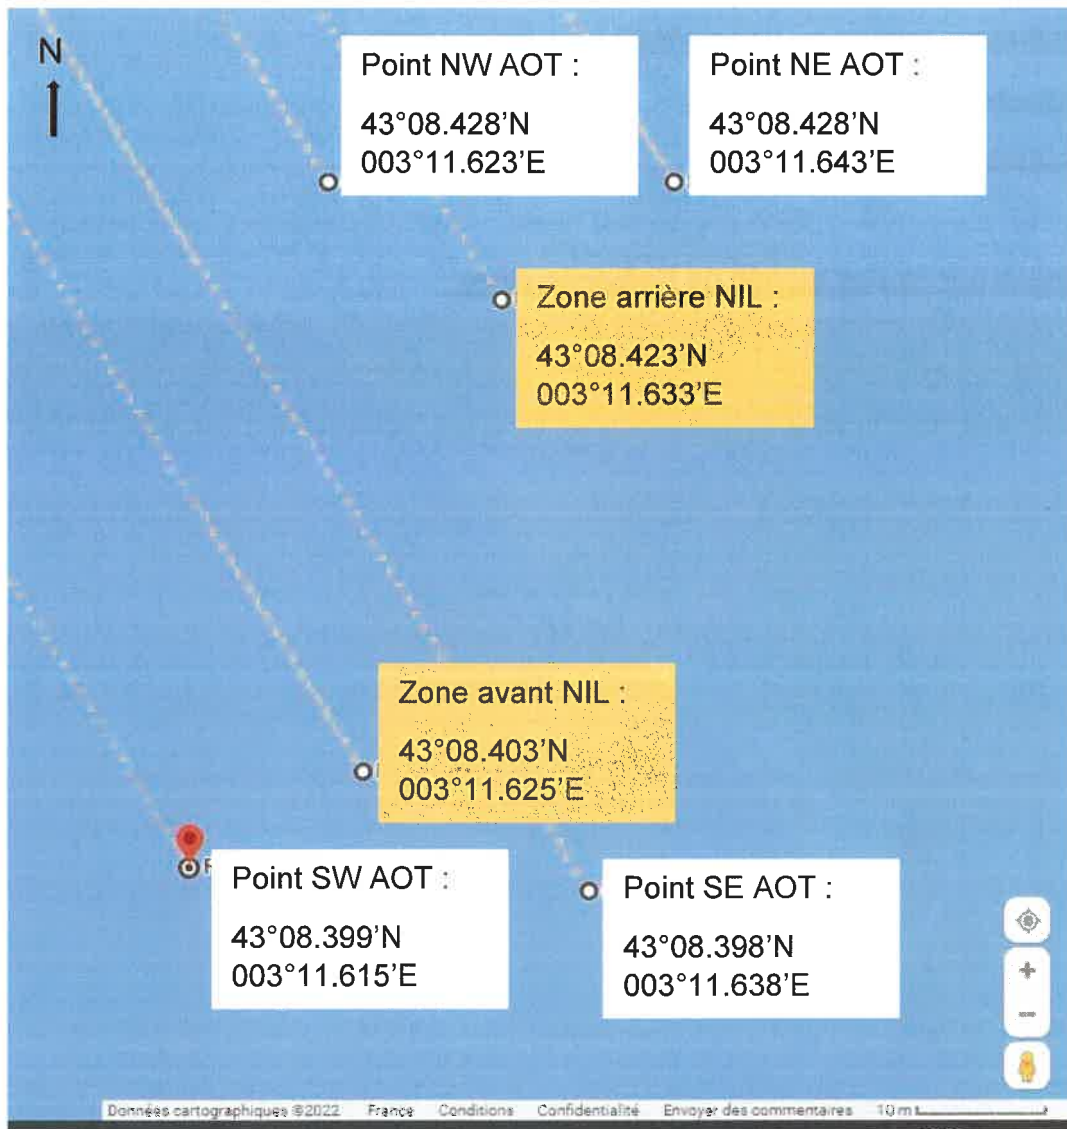 N
Point NW AOT :
43°08.428'N
003°11.623'E
Point NE AOT :
43°08.428'N
003°11.643'E
Zone arrière NIL :
43°08.423'N
003°11.633'E
Zone avant NIL :
43°08.403'N
003°11.625'E
Point SW AOT :
43°08.399'N
003°11.615'E
Point SE AOT :
43°08.398'N
003°11.638'E
+
−
Données cartographiques ©2022 France Conditions Confidentialité Envoyer des commentaires 10 m